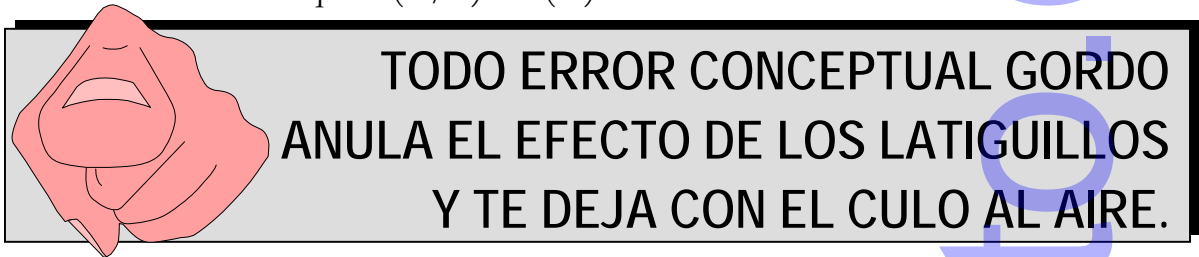 TODO ERROR CONCEPTUAL GORDO
ANULA EL EFECTO DE LOS LATIGUILLOS
Y TE DEJA CON EL CULO AL AIRE.